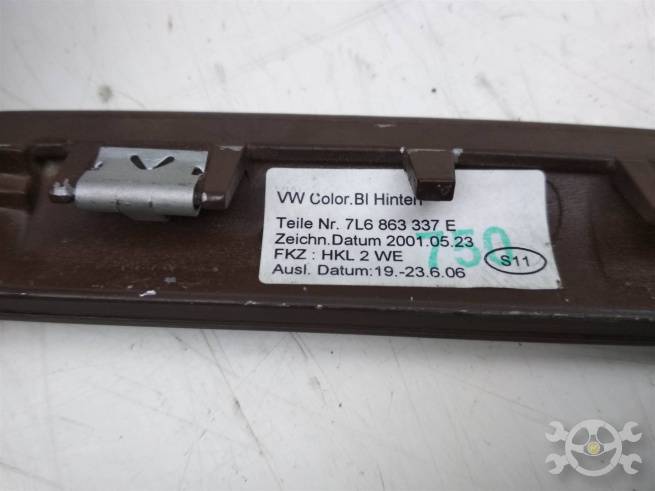 VW Color.Bl Hinten
Teile Nr. 7L6 863 337 E
Zeichn.Datum 2001.05.23
750
FKZ : HKL 2 WE
S11
Ausl. Datum:19.-23.6.06